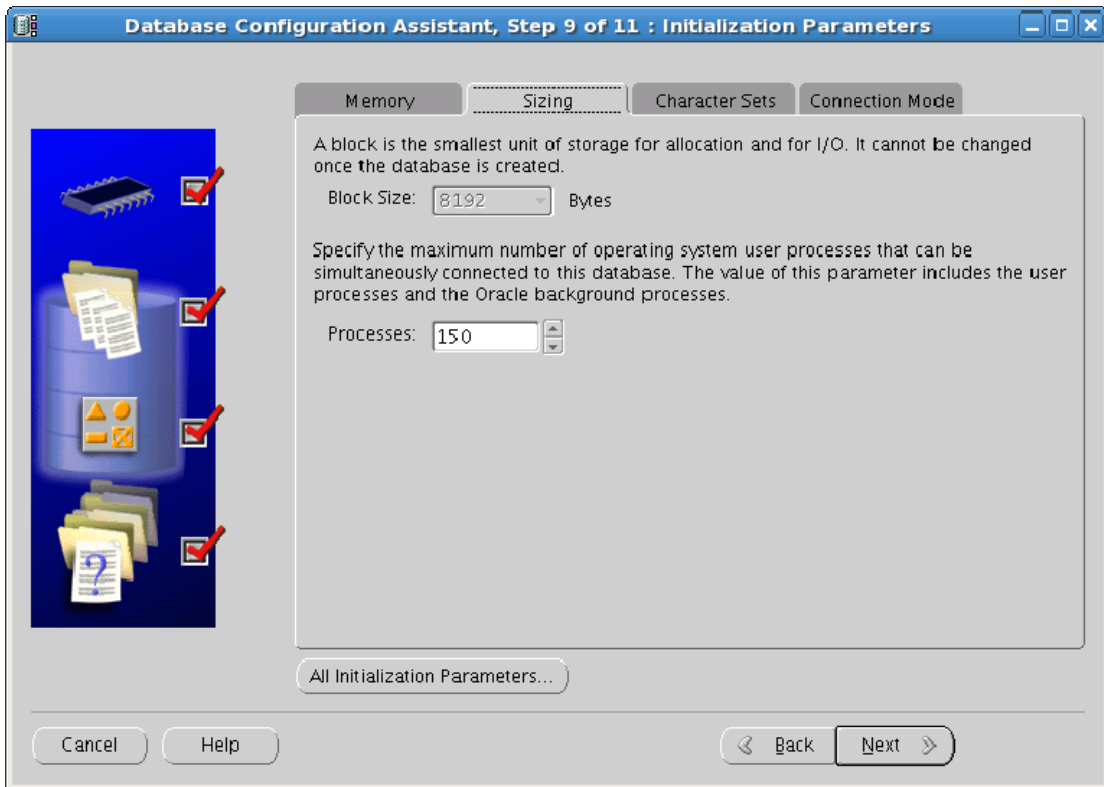 Database Configuration Assistant, Step 9 of 11 : Initialization Parameters
Memory
Sizing
Character Sets
Connection Mode
A block is the smallest unit of storage for allocation and for I/O. It cannot be changed
once the database is created.
Block Size: 8192 Bytes
Specify the maximum number of operating system user processes that can be
simultaneously connected to this database. The value of this parameter includes the user
processes and the Oracle background processes.
Processes: 150
?
All Initialization Parameters...
Cancel
Help
Back
Next